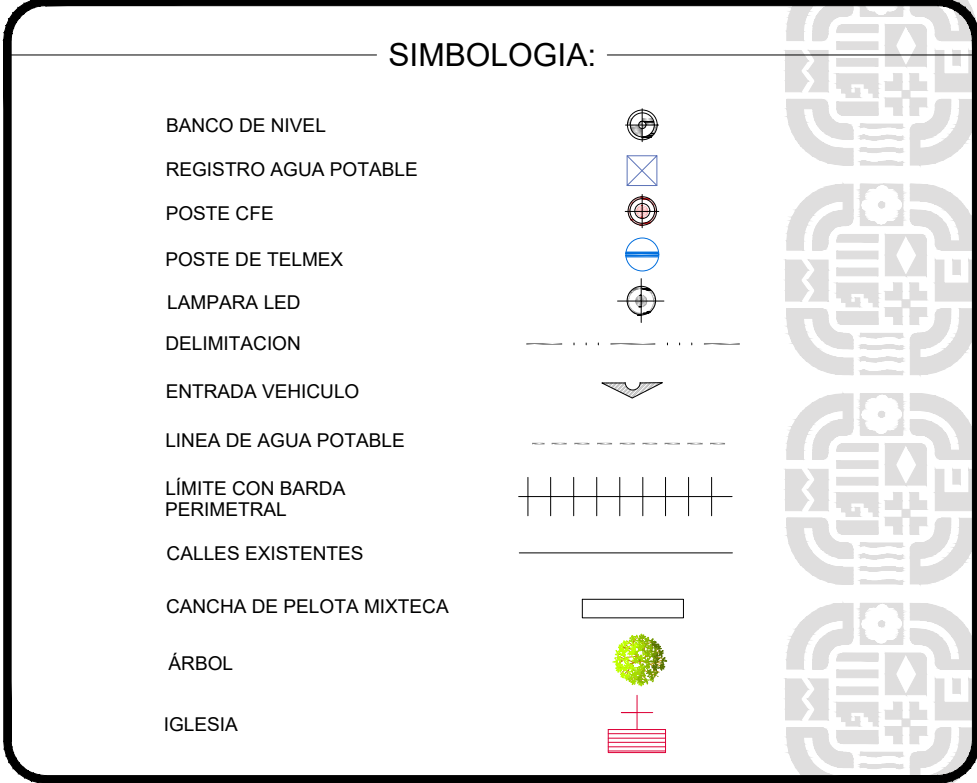 SIMBOLOGIA:
BANCO DE NIVEL
REGISTRO AGUA POTABLE
POSTE CFE
POSTE DE TELMEX
LAMPARA LED
DELIMITACION
ENTRADA VEHICULO
LINEA DE AGUA POTABLE
LÍMITE CON BARDA
PERIMETRAL
CALLES EXISTENTES
CANCHA DE PELOTA MIXTECA
ÁRBOL
IGLESIA